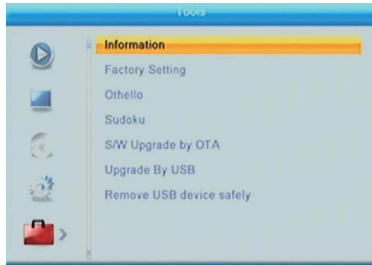 Tools
Information
Factory Setting
Othello
Sudoku
S/W Upgrade by OTA
Upgrade By USB
Remove USB device safely